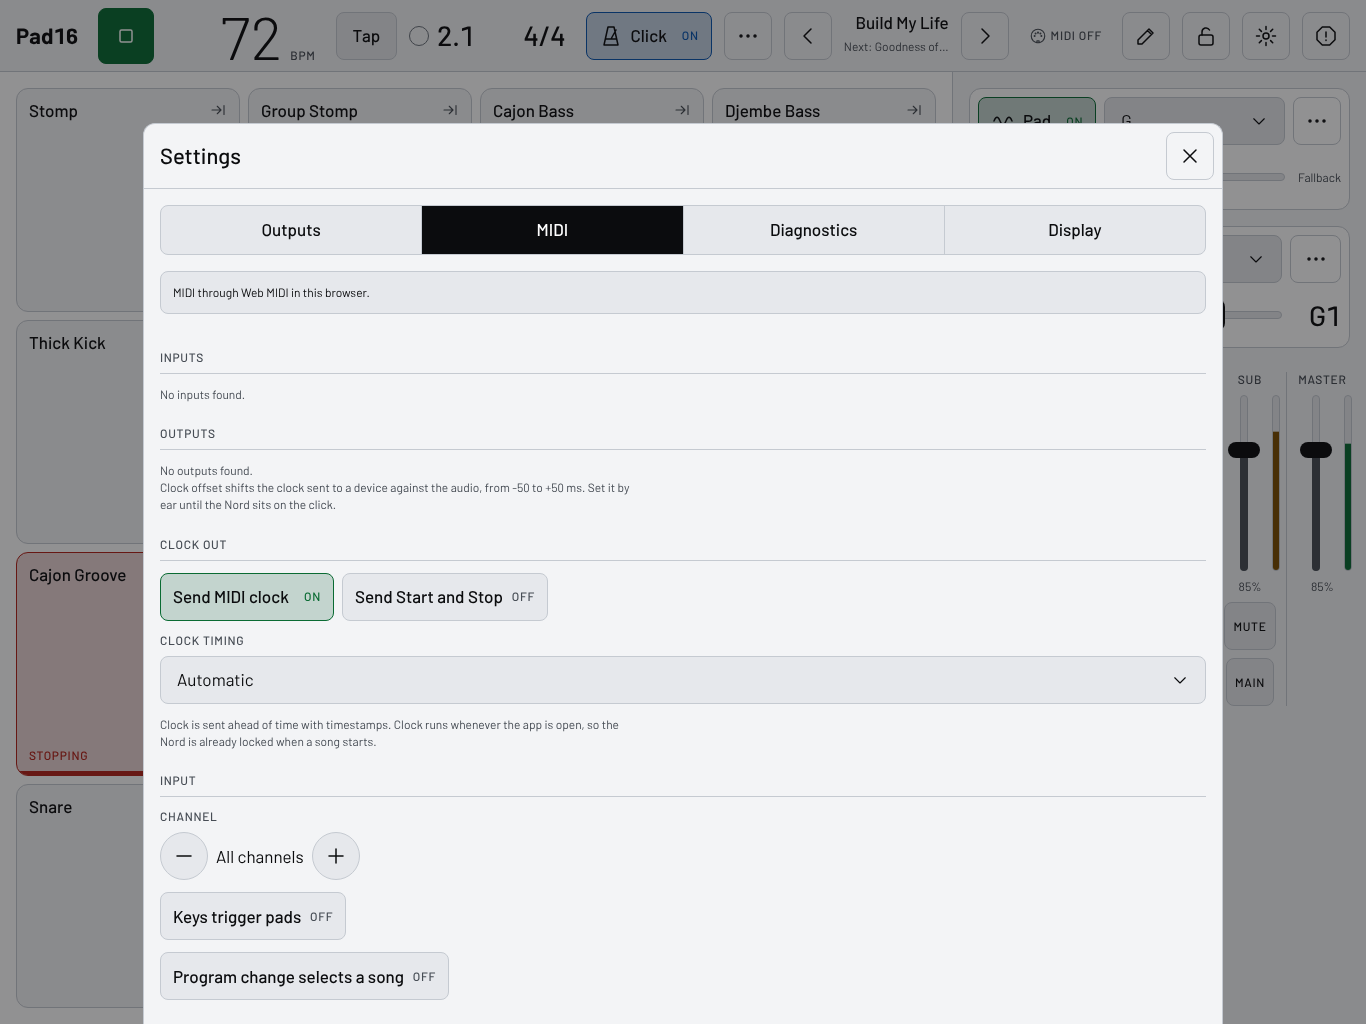 Pad16
72 BPM
Tap
2.1
4/4
Click ON
Build My Life
Next: Goodness of...
MIDI OFF
Stomp
Group Stomp
Cajon Bass
Djembe Bass
Pad ON
G
Fallback
G1
Thick Kick
Cajon Groove
STOPPING
Snare
SUB
MASTER
85%
85%
MUTE
MAIN
Settings
Outputs
MIDI
Diagnostics
Display
MIDI through Web MIDI in this browser.
INPUTS
No inputs found.
OUTPUTS
No outputs found.
Clock offset shifts the clock sent to a device against the audio, from -50 to +50 ms. Set it by
ear until the Nord sits on the click.
CLOCK OUT
Send MIDI clock ON
Send Start and Stop OFF
CLOCK TIMING
Automatic
Clock is sent ahead of time with timestamps. Clock runs whenever the app is open, so the
Nord is already locked when a song starts.
INPUT
CHANNEL
All channels
Keys trigger pads OFF
Program change selects a song OFF